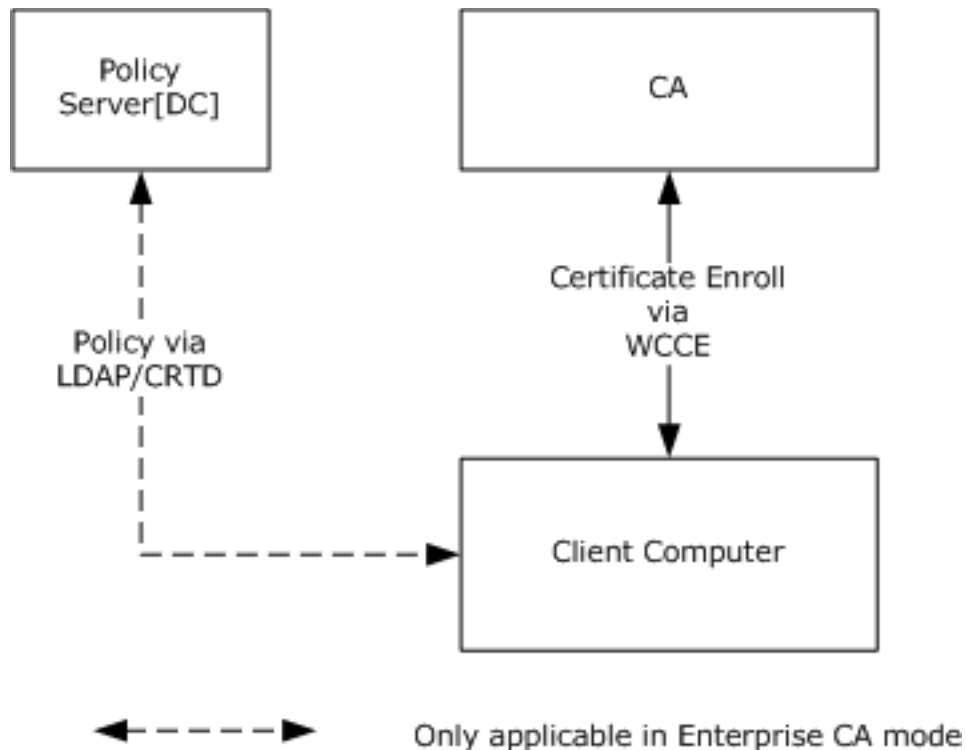 Policy
Server[DC]
CA
Certificate Enroll
via
WCCE
Policy via
LDAP/CRTD
Client Computer
Only applicable in Enterprise CA mode